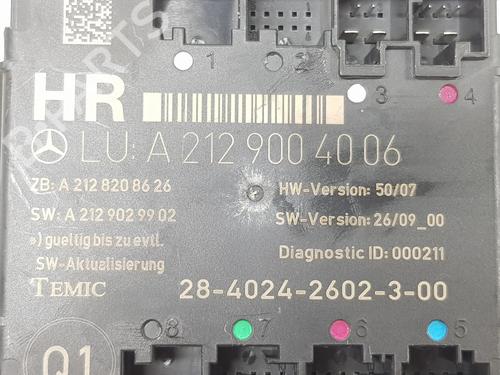 1
2
3
4
HR
LU: A 212 900 40 06
ZB: A 212 820 86 26
HW-Version: 50/07
SW: A 212 902 99 02
SW-Version: 26/09_00
») gueltig bis zu evtl.
SW-Aktualisierung
Diagnostic ID: 000211
TEMIC
28-4024-2602-3-00
8
7
6
5
Q1